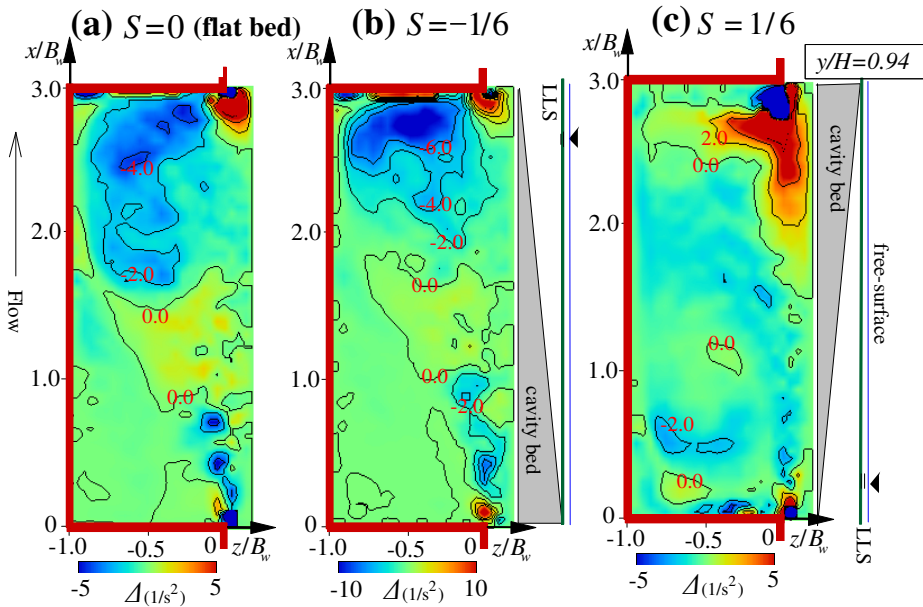 (a) S=0 (flat bed)
x/B_w
3.0
2.0
1.0
0
-4.0
-2.0
0.0
0.0
-1.0 -0.5 0 z/B_w
-5 5
Δ(1/s²)
Flow
(b) S=−1/6
x/B_w
3.0
2.0
1.0
0
-6.0
-4.0
-2.0
0.0
0.0
-2.0
-1.0 -0.5 0 z/B_w
-10 10
Δ(1/s²)
LLS
cavity bed
(c) S=1/6
y/H=0.94
x/B_w
3.0
2.0
1.0
0
2.0
0.0
0.0
-2.0
0.0
-1.0 -0.5 0 z/B_w
-5 5
Δ(1/s²)
cavity bed
free-surface
LLS